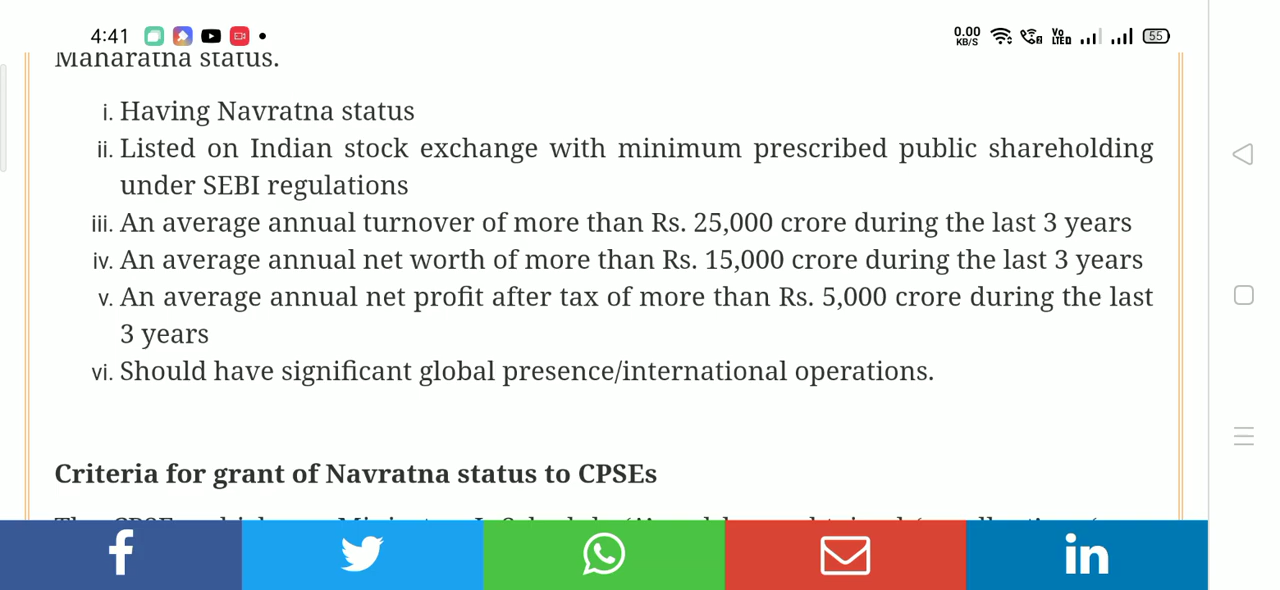 4:41
0.00 KB/S
Vo LTED
55
Maharatna status.
i. Having Navratna status
ii. Listed on Indian stock exchange with minimum prescribed public shareholding
under SEBI regulations
iii. An average annual turnover of more than Rs. 25,000 crore during the last 3 years
iv. An average annual net worth of more than Rs. 15,000 crore during the last 3 years
v. An average annual net profit after tax of more than Rs. 5,000 crore during the last
3 years
vi. Should have significant global presence/international operations.
Criteria for grant of Navratna status to CPSEs
f
in